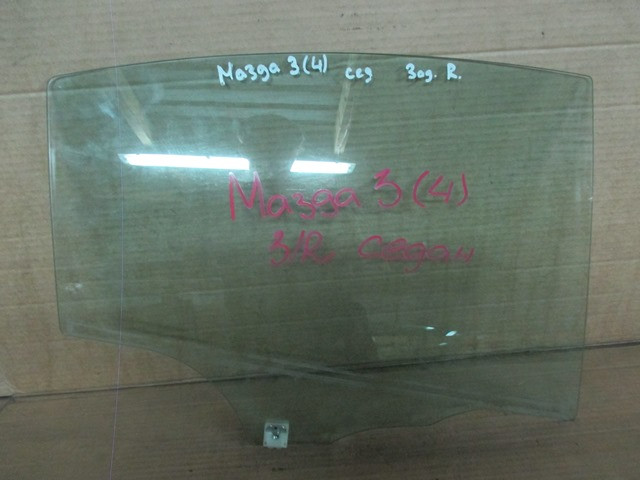 Мазда 3(4) сед Зад. R.
Мазда 3(4)
З/R. Седан